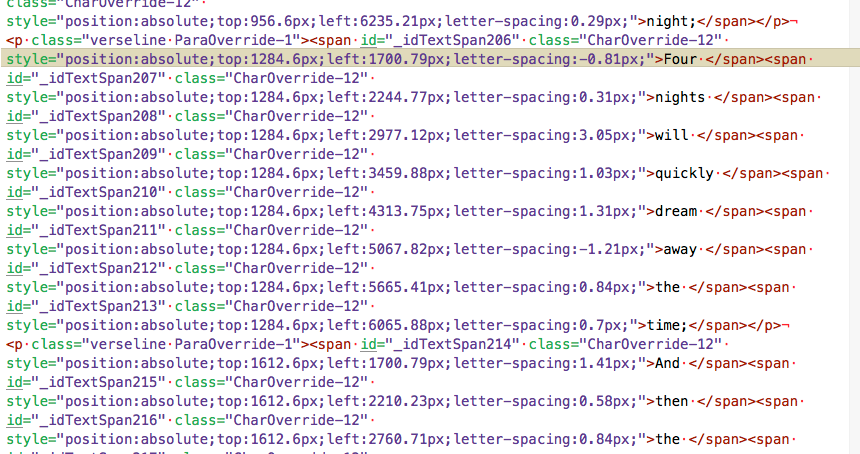 class="CharOverride-12"·
style="position:absolute;top:956.6px;left:6235.21px;letter-spacing:0.29px;">night;</span></p>¬
<p·class="verseline·ParaOverride-1"><span·id="_idTextSpan206"·class="CharOverride-12"·
style="position:absolute;top:1284.6px;left:1700.79px;letter-spacing:-0.81px;">Four·</span><span·
id="_idTextSpan207"·class="CharOverride-12"·
style="position:absolute;top:1284.6px;left:2244.77px;letter-spacing:0.31px;">nights·</span><span·
id="_idTextSpan208"·class="CharOverride-12"·
style="position:absolute;top:1284.6px;left:2977.12px;letter-spacing:3.05px;">will·</span><span·
id="_idTextSpan209"·class="CharOverride-12"·
style="position:absolute;top:1284.6px;left:3459.88px;letter-spacing:1.03px;">quickly·</span><span·
id="_idTextSpan210"·class="CharOverride-12"·
style="position:absolute;top:1284.6px;left:4313.75px;letter-spacing:1.31px;">dream·</span><span·
id="_idTextSpan211"·class="CharOverride-12"·
style="position:absolute;top:1284.6px;left:5067.82px;letter-spacing:-1.21px;">away·</span><span·
id="_idTextSpan212"·class="CharOverride-12"·
style="position:absolute;top:1284.6px;left:5665.41px;letter-spacing:0.84px;">the·</span><span·
id="_idTextSpan213"·class="CharOverride-12"·
style="position:absolute;top:1284.6px;left:6065.88px;letter-spacing:0.7px;">time;</span></p>¬
<p·class="verseline·ParaOverride-1"><span·id="_idTextSpan214"·class="CharOverride-12"·
style="position:absolute;top:1612.6px;left:1700.79px;letter-spacing:1.41px;">And·</span><span·
id="_idTextSpan215"·class="CharOverride-12"·
style="position:absolute;top:1612.6px;left:2210.23px;letter-spacing:0.58px;">then·</span><span·
id="_idTextSpan216"·class="CharOverride-12"·
style="position:absolute;top:1612.6px;left:2760.71px;letter-spacing:0.84px;">the·</span><span·